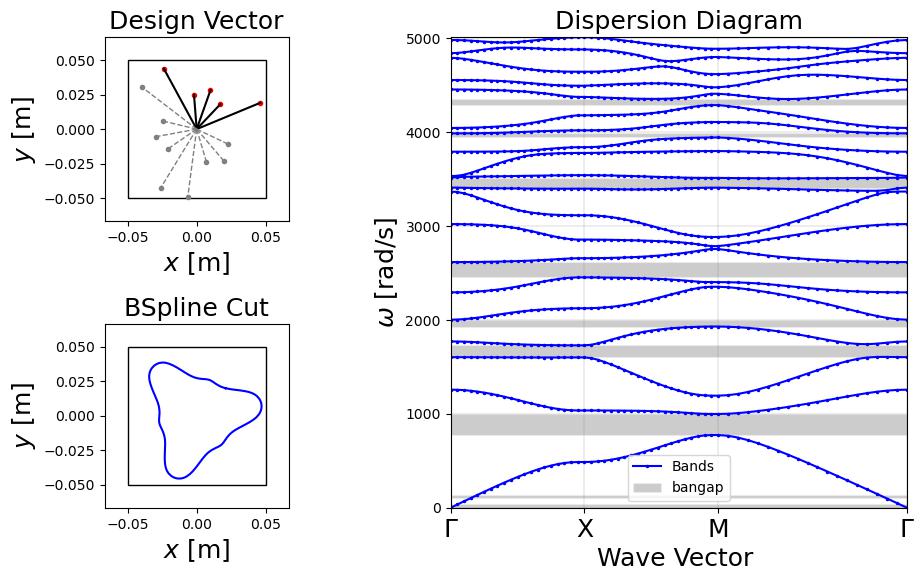 Design Vector
0.050
0.025
0.000
−0.025
−0.050
y [m]
−0.05
0.00
0.05
x [m]
BSpline Cut
0.050
0.025
0.000
−0.025
−0.050
y [m]
−0.05
0.00
0.05
x [m]
Dispersion Diagram
5000
4000
3000
2000
1000
0
ω [rad/s]
Bands
bangap
Γ
X
M
Γ
Wave Vector